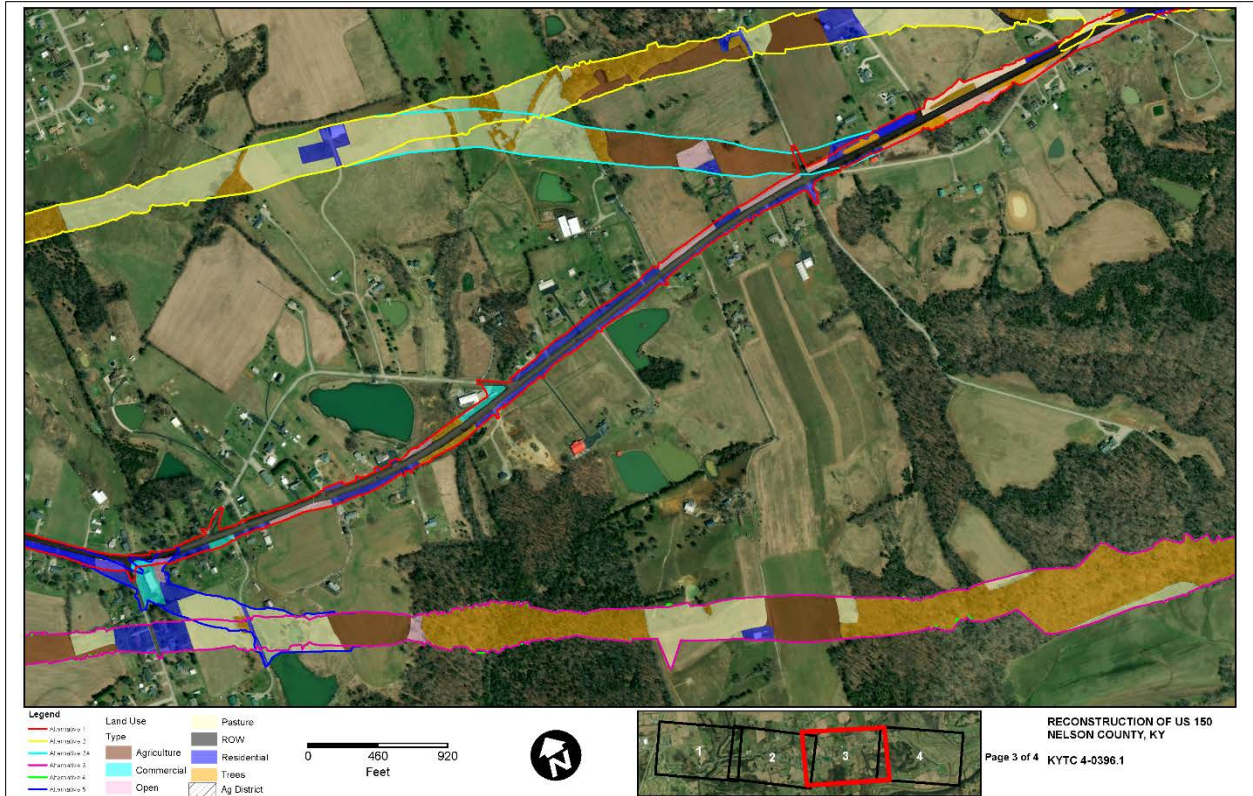 Legend
Alternative 1
Alternative 2
Alternative 2A
Alternative 3
Alternative 4
Alternative 5
Land Use
Type
Agriculture
Commercial
Open
Pasture
ROW
Residential
Trees
Ag District
0 460 920
Feet
N
1
2
3
4
Page 3 of 4
RECONSTRUCTION OF US 150
NELSON COUNTY, KY
KYTC 4-0396.1